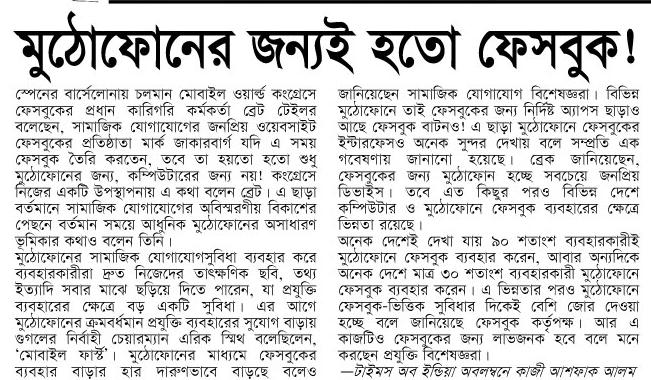 মুঠোফোনের জন্যই হতো ফেসবুক!
স্পেনের বার্সেলোনায় চলমান মোবাইল ওয়ার্ল্ড কংগ্রেসে
ফেসবুকের প্রধান কারিগরি কর্মকর্তা ব্রেট টেইলর
বলেছেন, সামাজিক যোগাযোগের জনপ্রিয় ওয়েবসাইট
ফেসবুকের প্রতিষ্ঠাতা মার্ক জাকারবার্গ যদি এ সময়
ফেসবুক তৈরি করতেন, তবে তা হয়তো হতো শুধু
মুঠোফোনের জন্য, কম্পিউটারের জন্য নয়! কংগ্রেসে
নিজের একটি উপস্থাপনায় এ কথা বলেন ব্রেট। এ ছাড়া
বর্তমানে সামাজিক যোগাযোগের অবিস্মরণীয় বিকাশের
পেছনে বর্তমান সময়ে আধুনিক মুঠোফোনের অসাধারণ
ভূমিকার কথাও বলেন তিনি।
মুঠোফোনের সামাজিক যোগাযোগসুবিধা ব্যবহার করে
ব্যবহারকারীরা দ্রুত নিজেদের তাৎক্ষণিক ছবি, তথ্য
ইত্যাদি সবার মাঝে ছড়িয়ে দিতে পারেন, যা প্রযুক্তি
ব্যবহারের ক্ষেত্রে বড় একটি সুবিধা। এর আগে
মুঠোফোনের ক্রমবর্ধমান প্রযুক্তি ব্যবহারের সুযোগ বাড়ায়
গুগলের নির্বাহী চেয়ারম্যান এরিক স্মিথ বলেছিলেন,
‘মোবাইল ফার্স্ট’। মুঠোফোনের মাধ্যমে ফেসবুকের
ব্যবহার বাড়ার হার দারুণভাবে বাড়ছে বলেও
জানিয়েছেন সামাজিক যোগাযোগ বিশেষজ্ঞরা। বিভিন্ন
মুঠোফোনে তাই ফেসবুকের জন্য নির্দিষ্ট অ্যাপস ছাড়াও
আছে ফেসবুক বাটনও! এ ছাড়া মুঠোফোনে ফেসবুকের
ইন্টারফেসও অনেক সুন্দর দেখায় বলে সম্প্রতি এক
গবেষণায় জানানো হয়েছে। ব্রেক জানিয়েছেন,
ফেসবুকের জন্য মুঠোফোন হচ্ছে সবচেয়ে জনপ্রিয়
ডিভাইস। তবে এত কিছুর পরও বিভিন্ন দেশে
কম্পিউটার ও মুঠোফোনে ফেসবুক ব্যবহারের ক্ষেত্রে
ভিন্নতা রয়েছে।
অনেক দেশেই দেখা যায় ৯০ শতাংশ ব্যবহারকারীই
মুঠোফোনে ফেসবুক ব্যবহার করেন, আবার অন্যদিকে
অনেক দেশে মাত্র ৩০ শতাংশ ব্যবহারকারী মুঠোফোনে
ফেসবুক ব্যবহার করেন। এ ভিন্নতার পরও মুঠোফোনে
ফেসবুক-ভিত্তিক সুবিধার দিকেই বেশি জোর দেওয়া
হচ্ছে বলে জানিয়েছে ফেসবুক কর্তৃপক্ষ। আর এ
কাজটিও ফেসবুকের জন্য লাভজনক হবে বলে মনে
করছেন প্রযুক্তি বিশেষজ্ঞরা।
—টাইমস অব ইন্ডিয়া অবলম্বনে কাজী আশফাক আলম